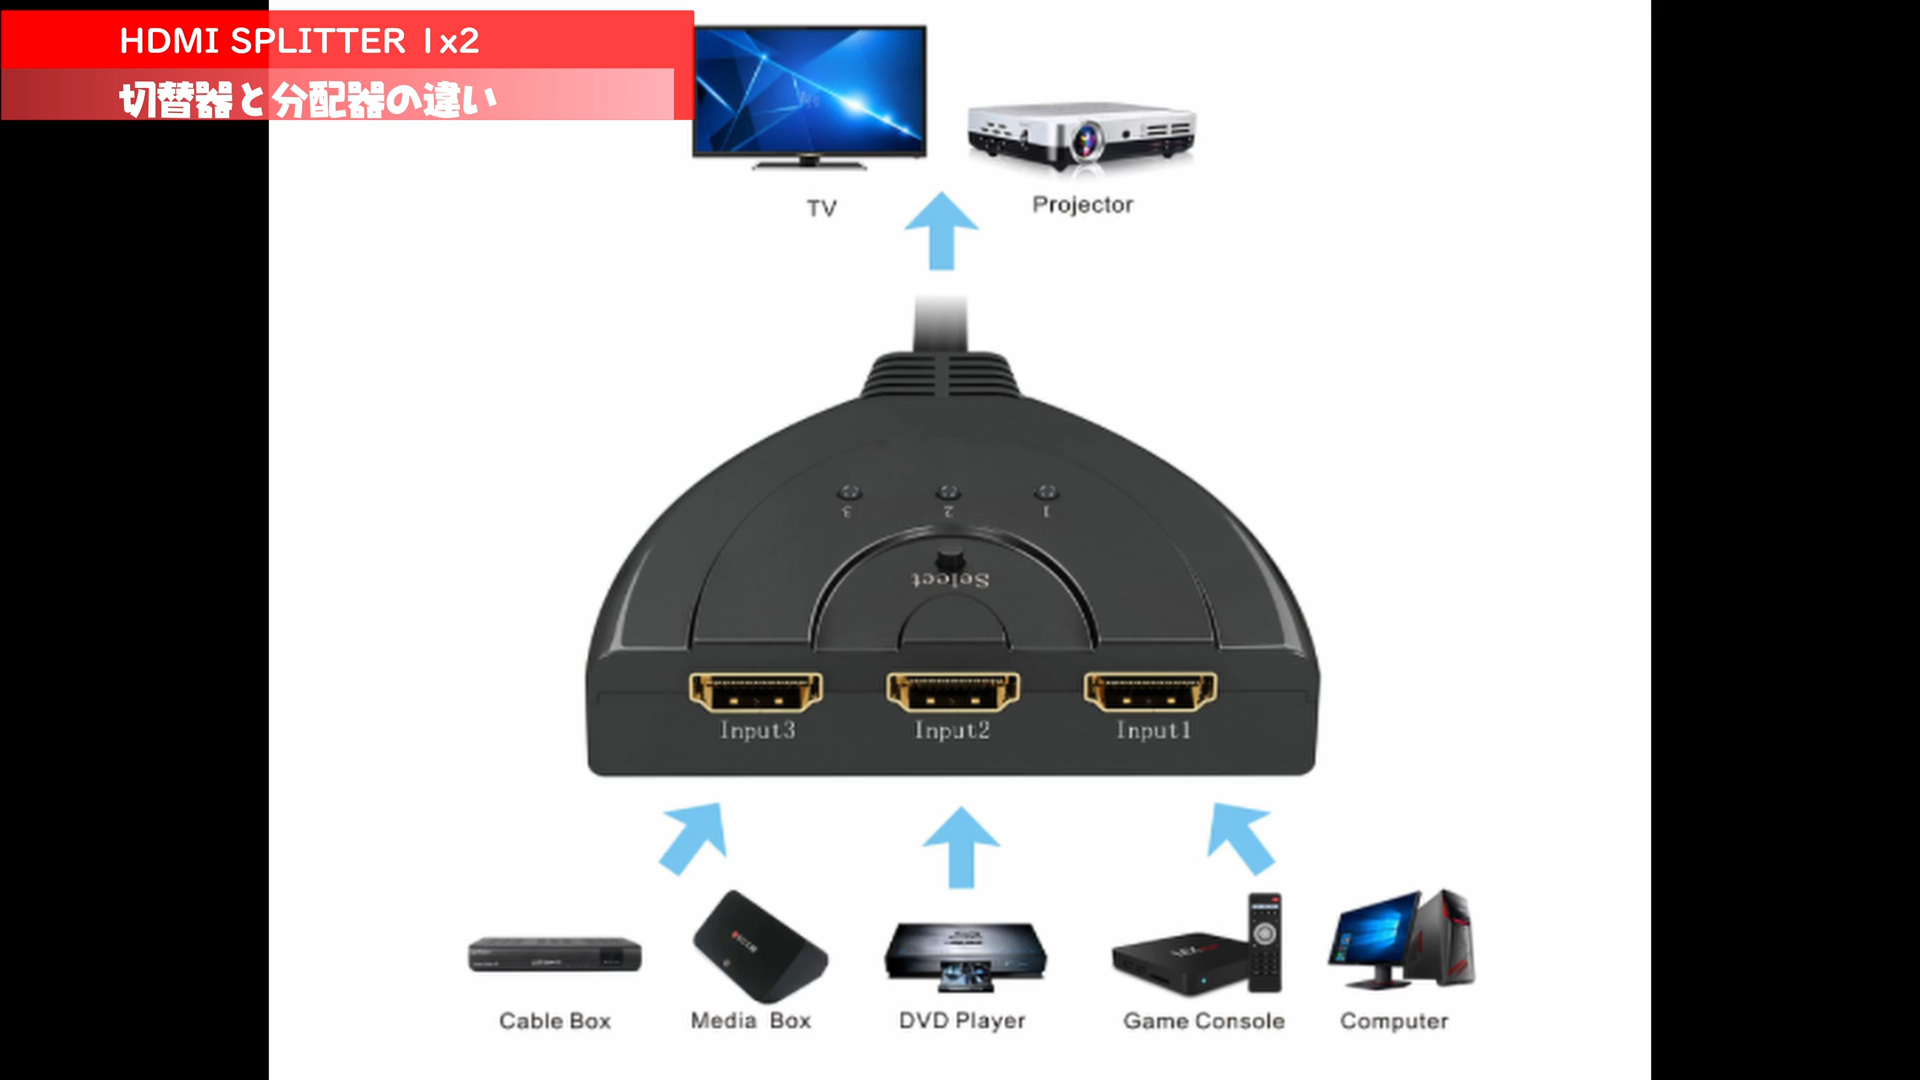 HDMI SPLITTER 1x2
切替器と分配器の違い
TV
Projector
3 2 1
Select
Input3 Input2 Input1
Cable Box
Media Box
DVD Player
Game Console
Computer